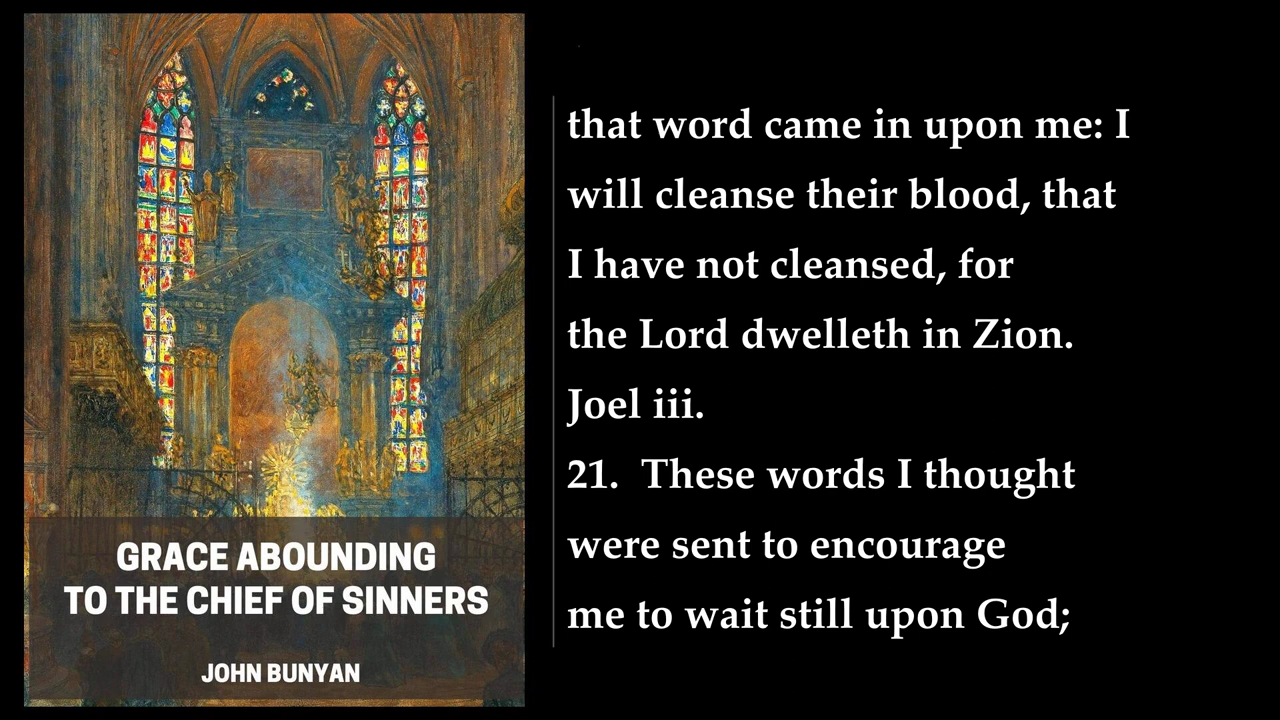 GRACE ABOUNDING
TO THE CHIEF OF SINNERS
JOHN BUNYAN
that word came in upon me: I
will cleanse their blood, that
I have not cleansed, for
the Lord dwelleth in Zion.
Joel iii.
21.  These words I thought
were sent to encourage
me to wait still upon God;